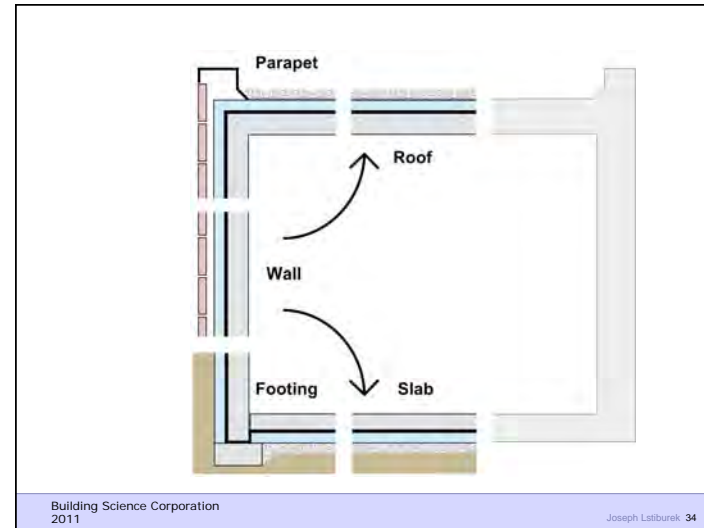 Parapet
Roof
Wall
Footing Slab
Building Science Corporation
2011
Joseph Lstiburek 34